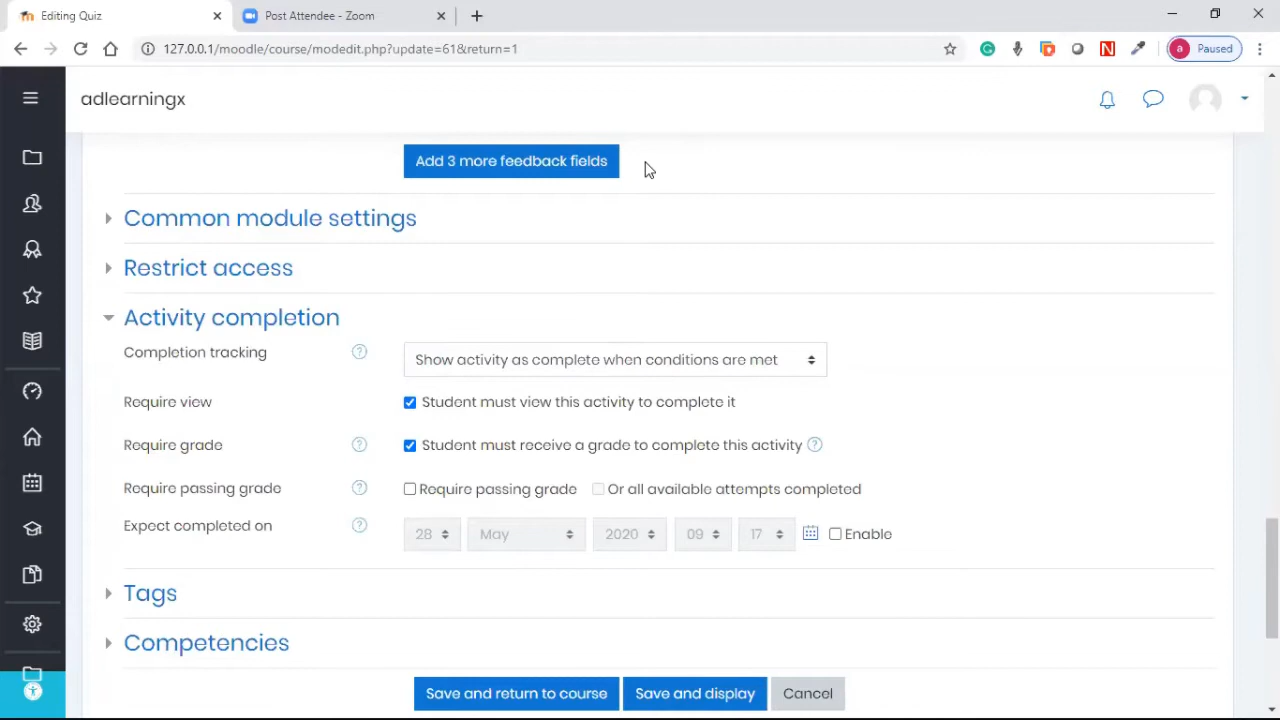 Editing Quiz
Post Attendee - Zoom
127.0.0.1/moodle/course/modedit.php?update=61&return=1
a Paused
adlearningx
Add 3 more feedback fields
Common module settings
Restrict access
Activity completion
Completion tracking
Show activity as complete when conditions are met
Require view
Student must view this activity to complete it
Require grade
Student must receive a grade to complete this activity
Require passing grade
Require passing grade
Or all available attempts completed
Expect completed on
28
May
2020
09
17
Enable
Tags
Competencies
Save and return to course
Save and display
Cancel